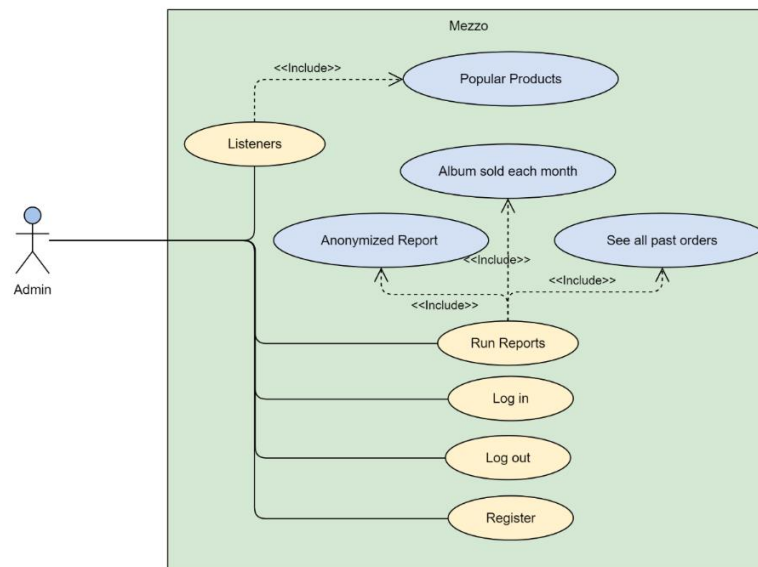 Mezzo
<<Include>>
Popular Products
Listeners
Album sold each month
Anonymized Report
See all past orders
<<Include>>
<<Include>>
<<Include>>
Admin
Run Reports
Log in
Log out
Register